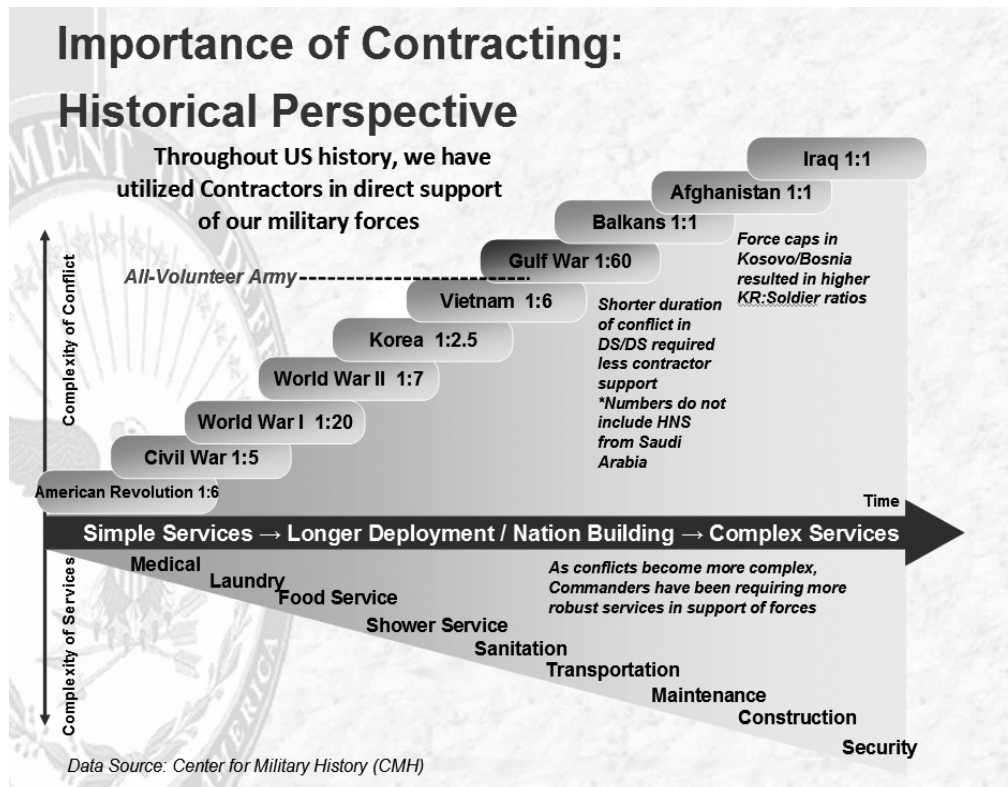 Importance of Contracting:
Historical Perspective
Throughout US history, we have
utilized Contractors in direct support
of our military forces
Iraq 1:1
Afghanistan 1:1
Balkans 1:1
Gulf War 1:60
All-Volunteer Army
Vietnam 1:6
Korea 1:2.5
World War II 1:7
World War I 1:20
Civil War 1:5
American Revolution 1:6
Force caps in
Kosovo/Bosnia
resulted in higher
KR:Soldier ratios
Shorter duration
of conflict in
DS/DS required
less contractor
support
*Numbers do not
include HNS
from Saudi
Arabia
Complexity of Conflict
Time
Simple Services → Longer Deployment / Nation Building → Complex Services
Complexity of Services
Medical
Laundry
Food Service
Shower Service
Sanitation
Transportation
Maintenance
Construction
Security
As conflicts become more complex,
Commanders have been requiring more
robust services in support of forces
Data Source: Center for Military History (CMH)